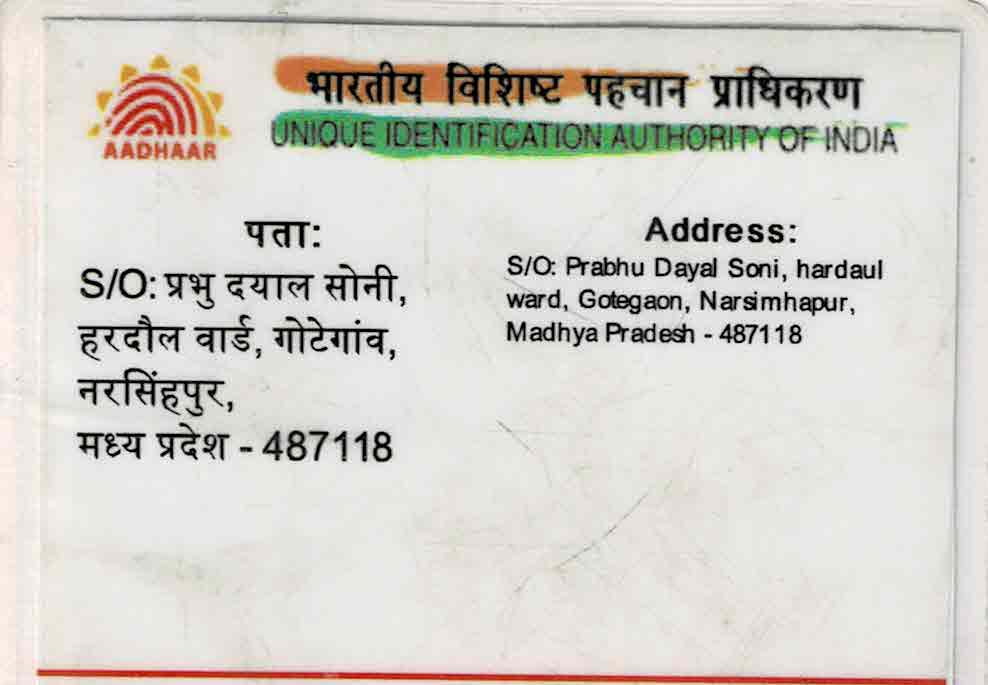 भारतीय विशिष्ट पहचान प्राधिकरण
UNIQUE IDENTIFICATION AUTHORITY OF INDIA
AADHAAR
पता:
S/O: प्रभु दयाल सोनी,
हरदौल वार्ड, गोटेगांव,
नरसिंहपुर,
मध्य प्रदेश - 487118
Address:
S/O: Prabhu Dayal Soni, hardaul
ward, Gotegaon, Narsimhapur,
Madhya Pradesh - 487118